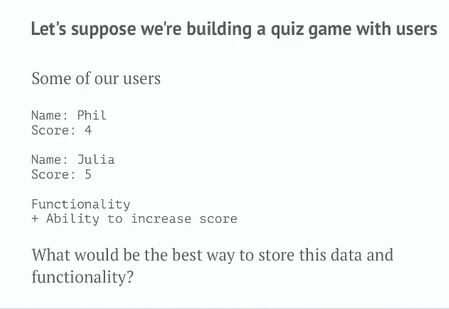 Let's suppose we're building a quiz game with users
Some of our users
Name: Phil
Score: 4
Name: Julia
Score: 5
Functionality
+ Ability to increase score
What would be the best way to store this data and
functionality?